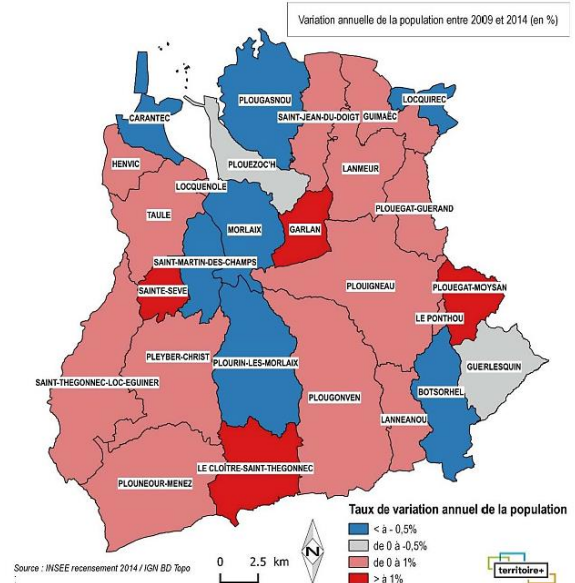 Variation annuelle de la population entre 2009 et 2014 (en %)
PLOUGASNOU
LOCQUIREC
CARANTEC
SAINT-JEAN-DU-DOIGT
GUIMAËC
HENVIC
PLOUEZOC'H
LANMEUR
LOCQUENOLE
TAULE
PLOUEGAT-GUERAND
MORLAIX
GARLAN
SAINT-MARTIN-DES-CHAMPS
SAINTE-SEVE
PLOUIGNEAU
PLOUEGAT-MOYSAN
LE PONTHOU
PLEYBER-CHRIST
PLOURIN-LES-MORLAIX
GUERLESQUIN
SAINT-THEGONNEC-LOC-EGUINER
PLOUGONVEN
BOTSORHEL
LANNEANOU
LE CLOÎTRE-SAINT-THEGONNEC
PLOUNEOUR-MENEZ
Taux de variation annuel de la population
< à - 0,5%
de 0 à -0,5%
de 0 à 1%
> à 1%
Source : INSEE recensement 2014 / IGN BD Topo
:
0 2.5 km
N
territoire+